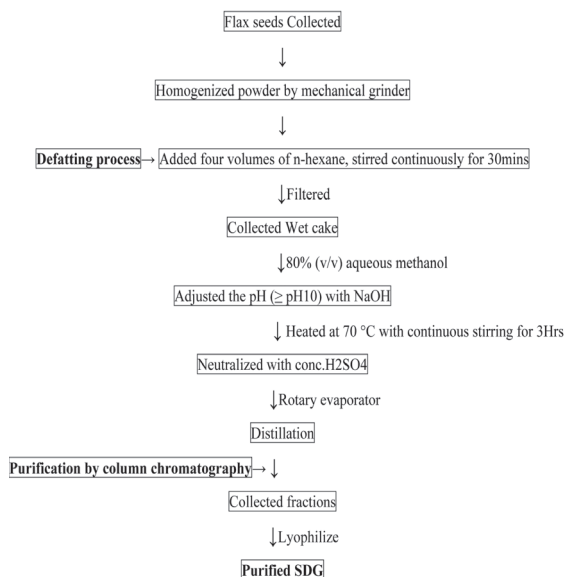 Flax seeds Collected
↓
Homogenized powder by mechanical grinder
↓
Defatting process→ Added four volumes of n-hexane, stirred continuously for 30mins
↓Filtered
Collected Wet cake
↓80% (v/v) aqueous methanol
Adjusted the pH (≥ pH10) with NaOH
↓Heated at 70 °C with continuous stirring for 3Hrs
Neutralized with conc.H2SO4
↓Rotary evaporator
Distillation
Purification by column chromatography→ ↓
Collected fractions
↓Lyophilize
Purified SDG